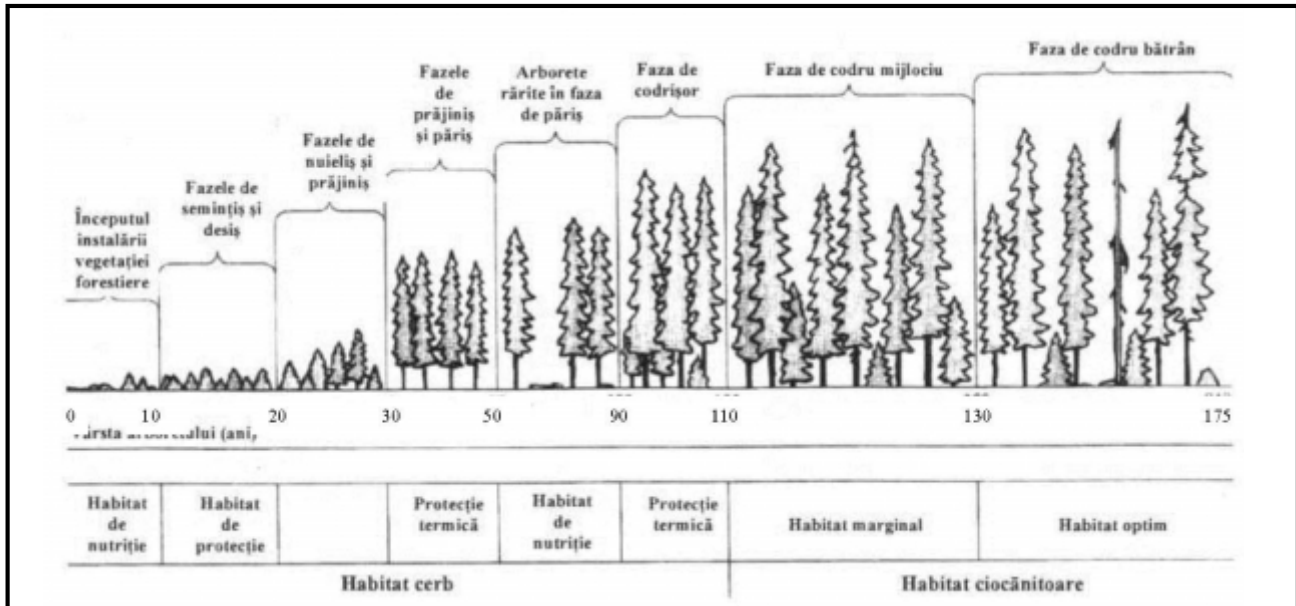 Începutul
instalării
vegetației
forestiere
Fazele de
semințiș și
desiș
Fazele de
nuieliș și
prăjiniș
Fazele
de
prăjiniș
și păriș
Arborete
rărite în faza
de păriș
Faza de
codrișor
Faza de codru mijlociu
Faza de codru bătrân
0 10 20 30 50 90 110 130 175
(ani)
Habitat
de
nutriție
Habitat
de
protecție
Protecție
termică
Habitat
de
nutriție
Protecție
termică
Habitat marginal
Habitat optim
Habitat cerb
Habitat ciocănitoare